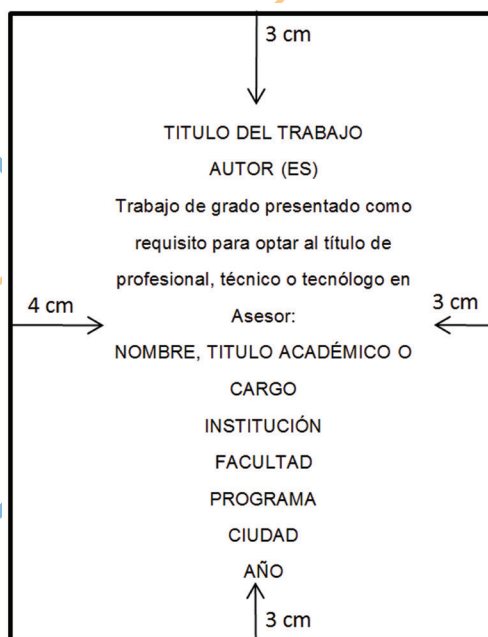 3 cm
TITULO DEL TRABAJO
AUTOR (ES)
Trabajo de grado presentado como
requisito para optar al título de
profesional, técnico o tecnólogo en
4 cm
Asesor:
3 cm
NOMBRE, TITULO ACADÉMICO O
CARGO
INSTITUCIÓN
FACULTAD
PROGRAMA
CIUDAD
AÑO
3 cm